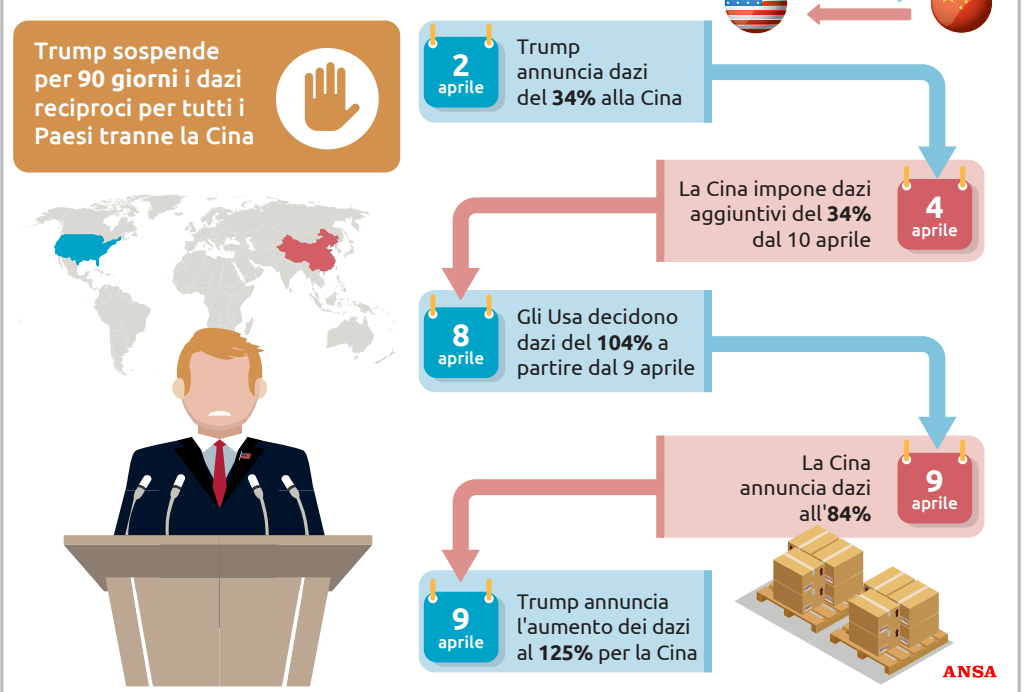 Trump sospende
per 90 giorni i dazi
reciproci per tutti i
Paesi tranne la Cina
2
aprile
Trump
annuncia dazi
del 34% alla Cina
La Cina impone dazi
aggiuntivi del 34%
dal 10 aprile
4
aprile
8
aprile
Gli Usa decidono
dazi del 104% a
partire dal 9 aprile
La Cina
annuncia dazi
all'84%
9
aprile
9
aprile
Trump annuncia
l'aumento dei dazi
al 125% per la Cina
ANSA